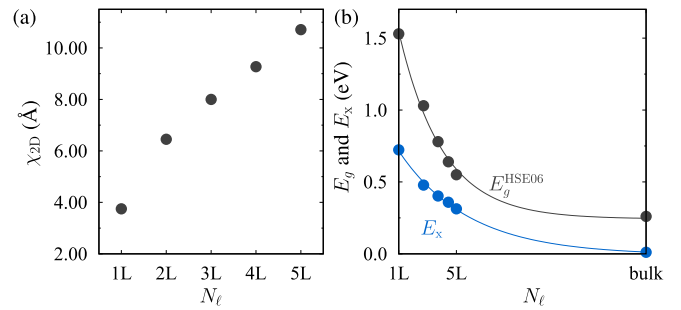 (a)
10.00
8.00
6.00
4.00
2.00
χ2D (Å)
1L 2L 3L 4L 5L
Nℓ
(b)
1.5
1.0
0.5
0.0
Eg and Ex (eV)
EgHSE06
Ex
1L 5L bulk
Nℓ